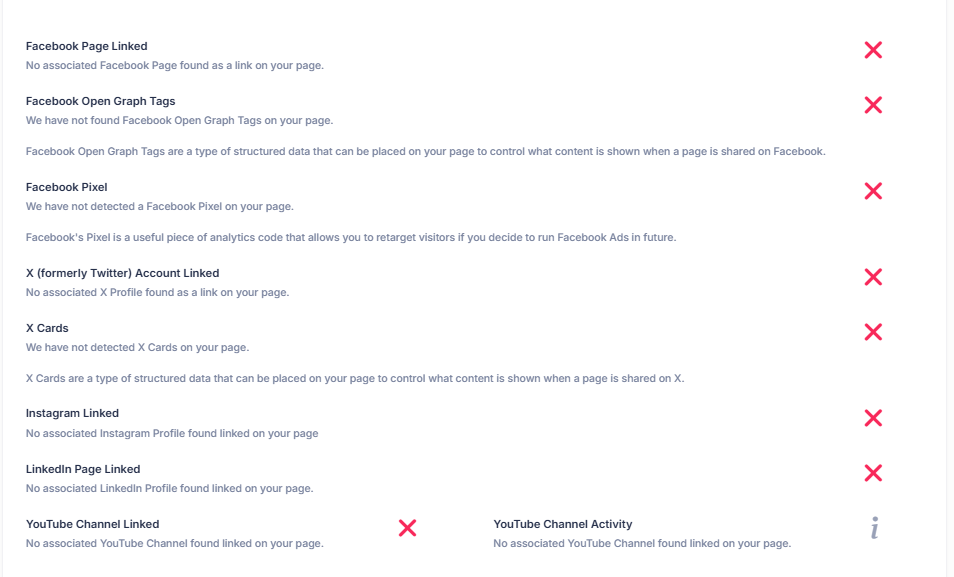 Facebook Page Linked
No associated Facebook Page found as a link on your page.
Facebook Open Graph Tags
We have not found Facebook Open Graph Tags on your page.
Facebook Open Graph Tags are a type of structured data that can be placed on your page to control what content is shown when a page is shared on Facebook.
Facebook Pixel
We have not detected a Facebook Pixel on your page.
Facebook's Pixel is a useful piece of analytics code that allows you to retarget visitors if you decide to run Facebook Ads in future.
X (formerly Twitter) Account Linked
No associated X Profile found as a link on your page.
X Cards
We have not detected X Cards on your page.
X Cards are a type of structured data that can be placed on your page to control what content is shown when a page is shared on X.
Instagram Linked
No associated Instagram Profile found linked on your page
LinkedIn Page Linked
No associated LinkedIn Profile found linked on your page.
YouTube Channel Linked
No associated YouTube Channel found linked on your page.
YouTube Channel Activity
No associated YouTube Channel found linked on your page.
i